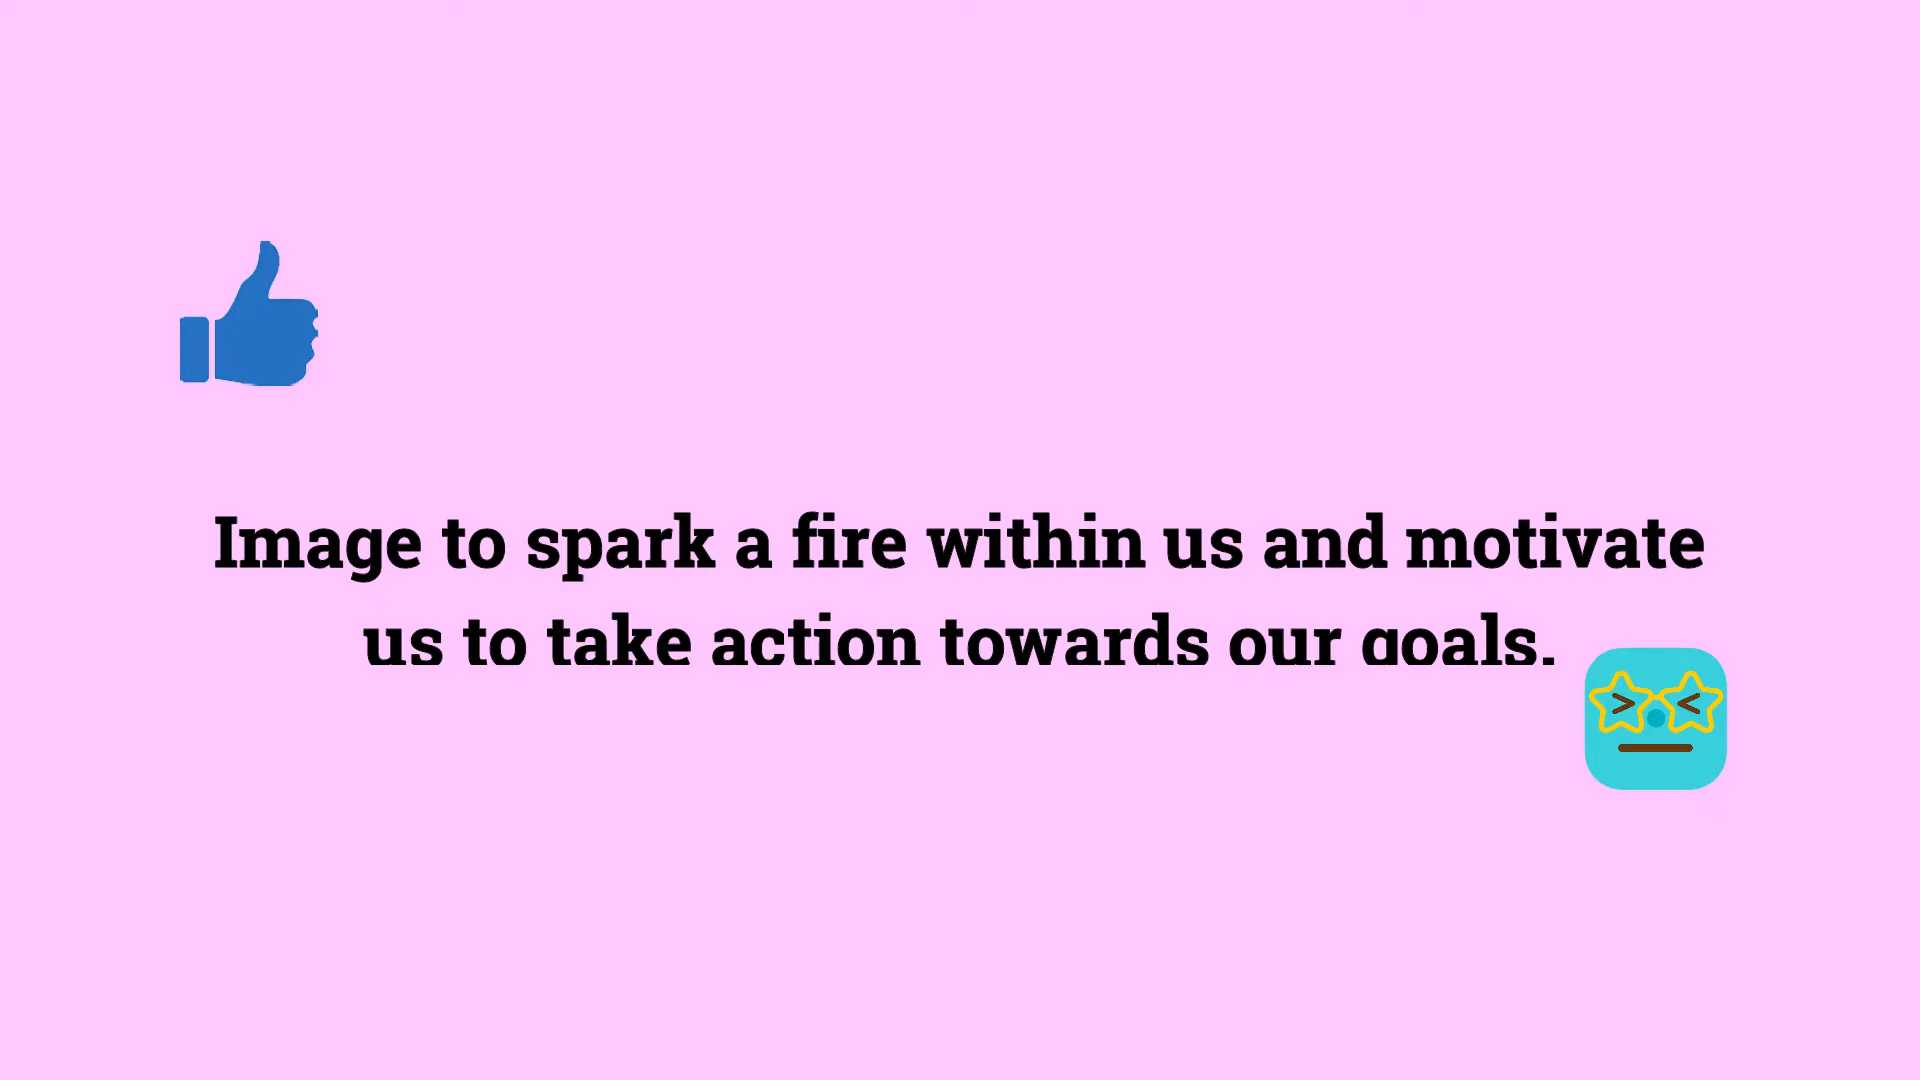 Image to spark a fire within us and motivate
us to take action towards our goals.